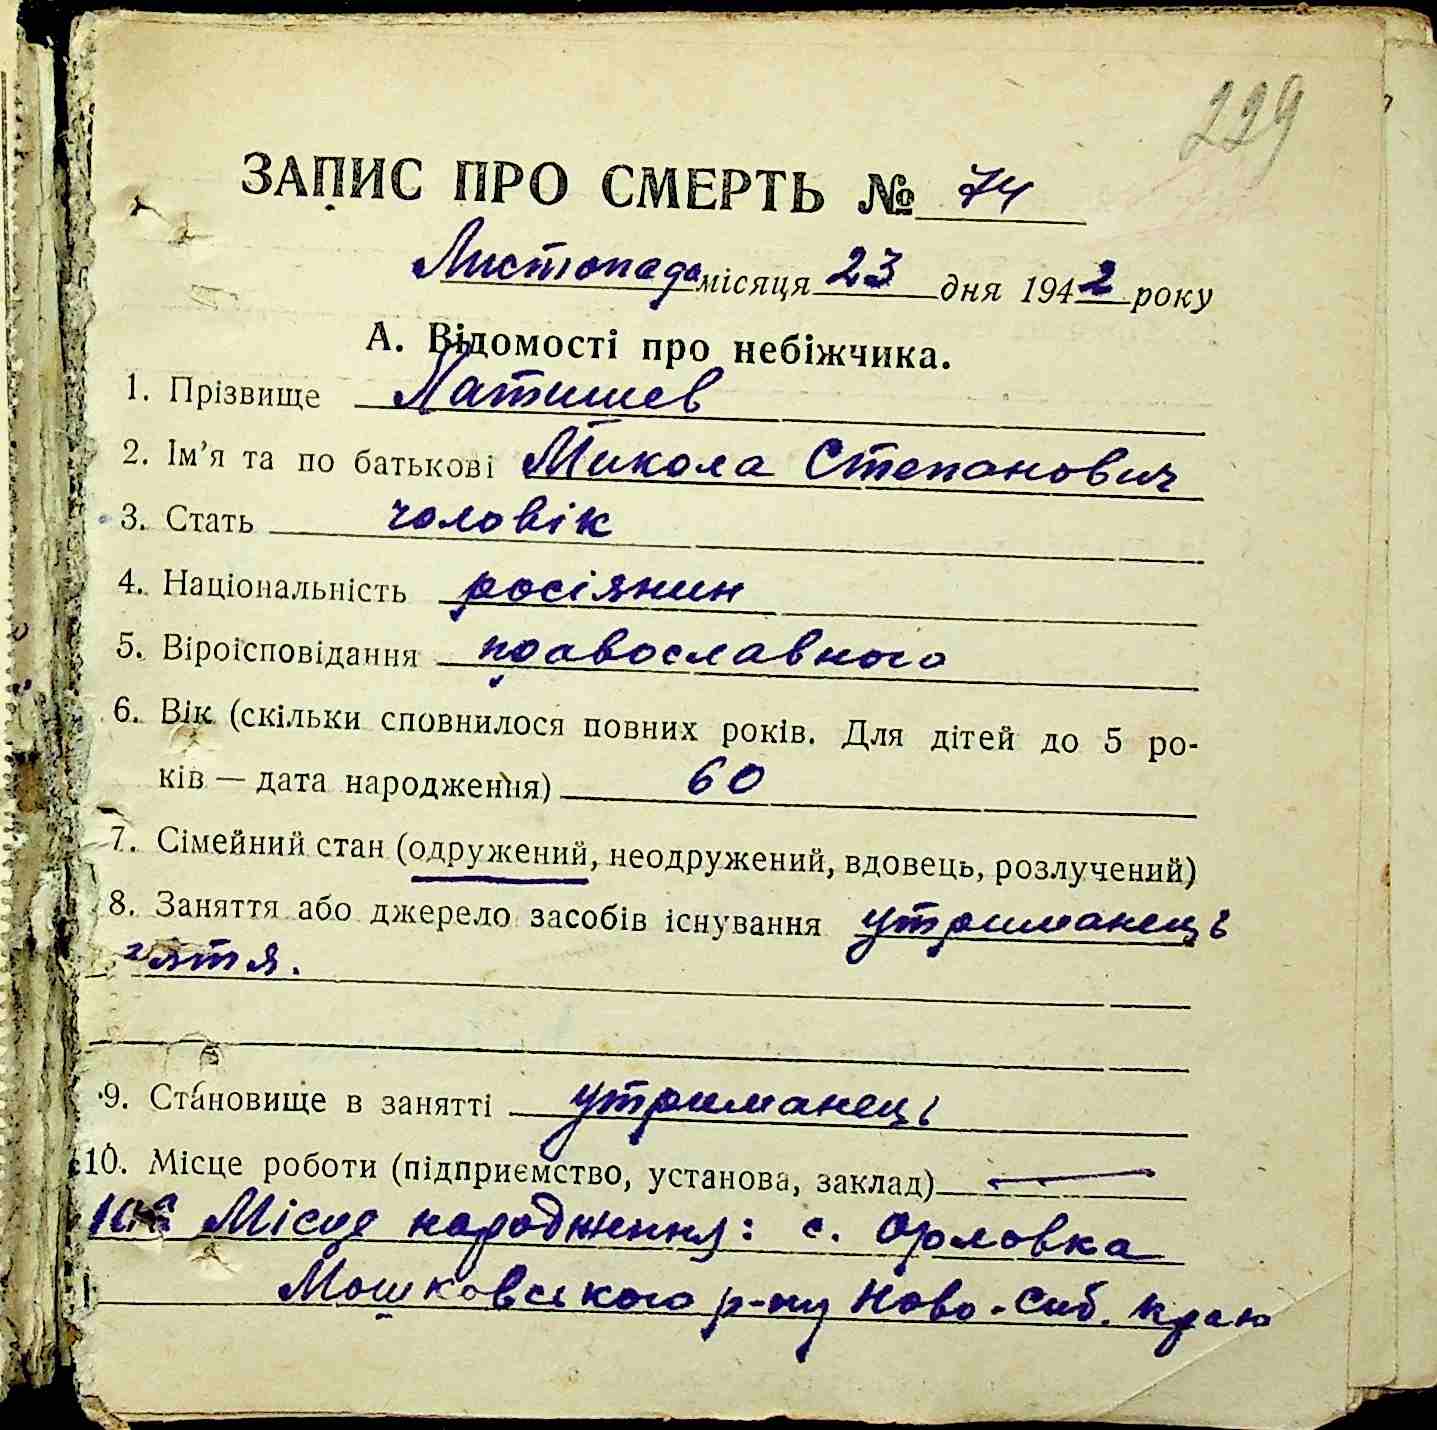 229
ЗАПИС ПРО СМЕРТЬ № 74
Листопада місяця 23 дня 1942 року
А. Відомості про небіжчика.
1. Прізвище Латишев
2. Ім'я та по батькові Микола Степанович
3. Стать чоловік
4. Національність росіянин
5. Віроісповідання православного
6. Вік (скільки сповнилося повних років. Для дітей до 5 ро-
ків — дата народження) 60
7. Сімейний стан (одружений, неодружений, вдовець, розлучений)
8. Заняття або джерело засобів існування утриманець
зятя.
9. Становище в занятті утриманець
10. Місце роботи (підприємство, установа, заклад) —
Місце народження: с. Орловка
Мошковського р-ну Ново-Сиб. краю